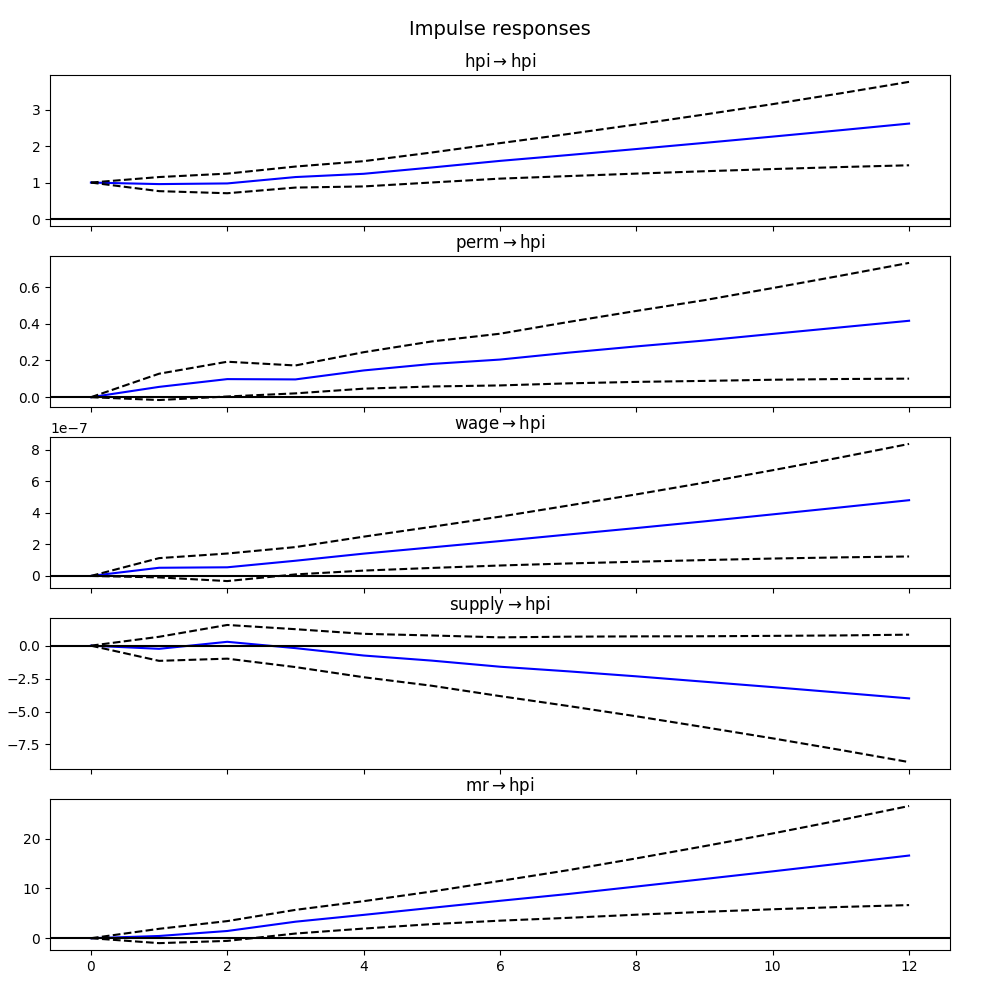 Impulse responses
hpi → hpi
3
2
1
0
perm → hpi
0.6
0.4
0.2
0.0
wage → hpi
1e−7
8
6
4
2
0
supply → hpi
0.0
−2.5
−5.0
−7.5
mr → hpi
20
10
0
0 2 4 6 8 10 12